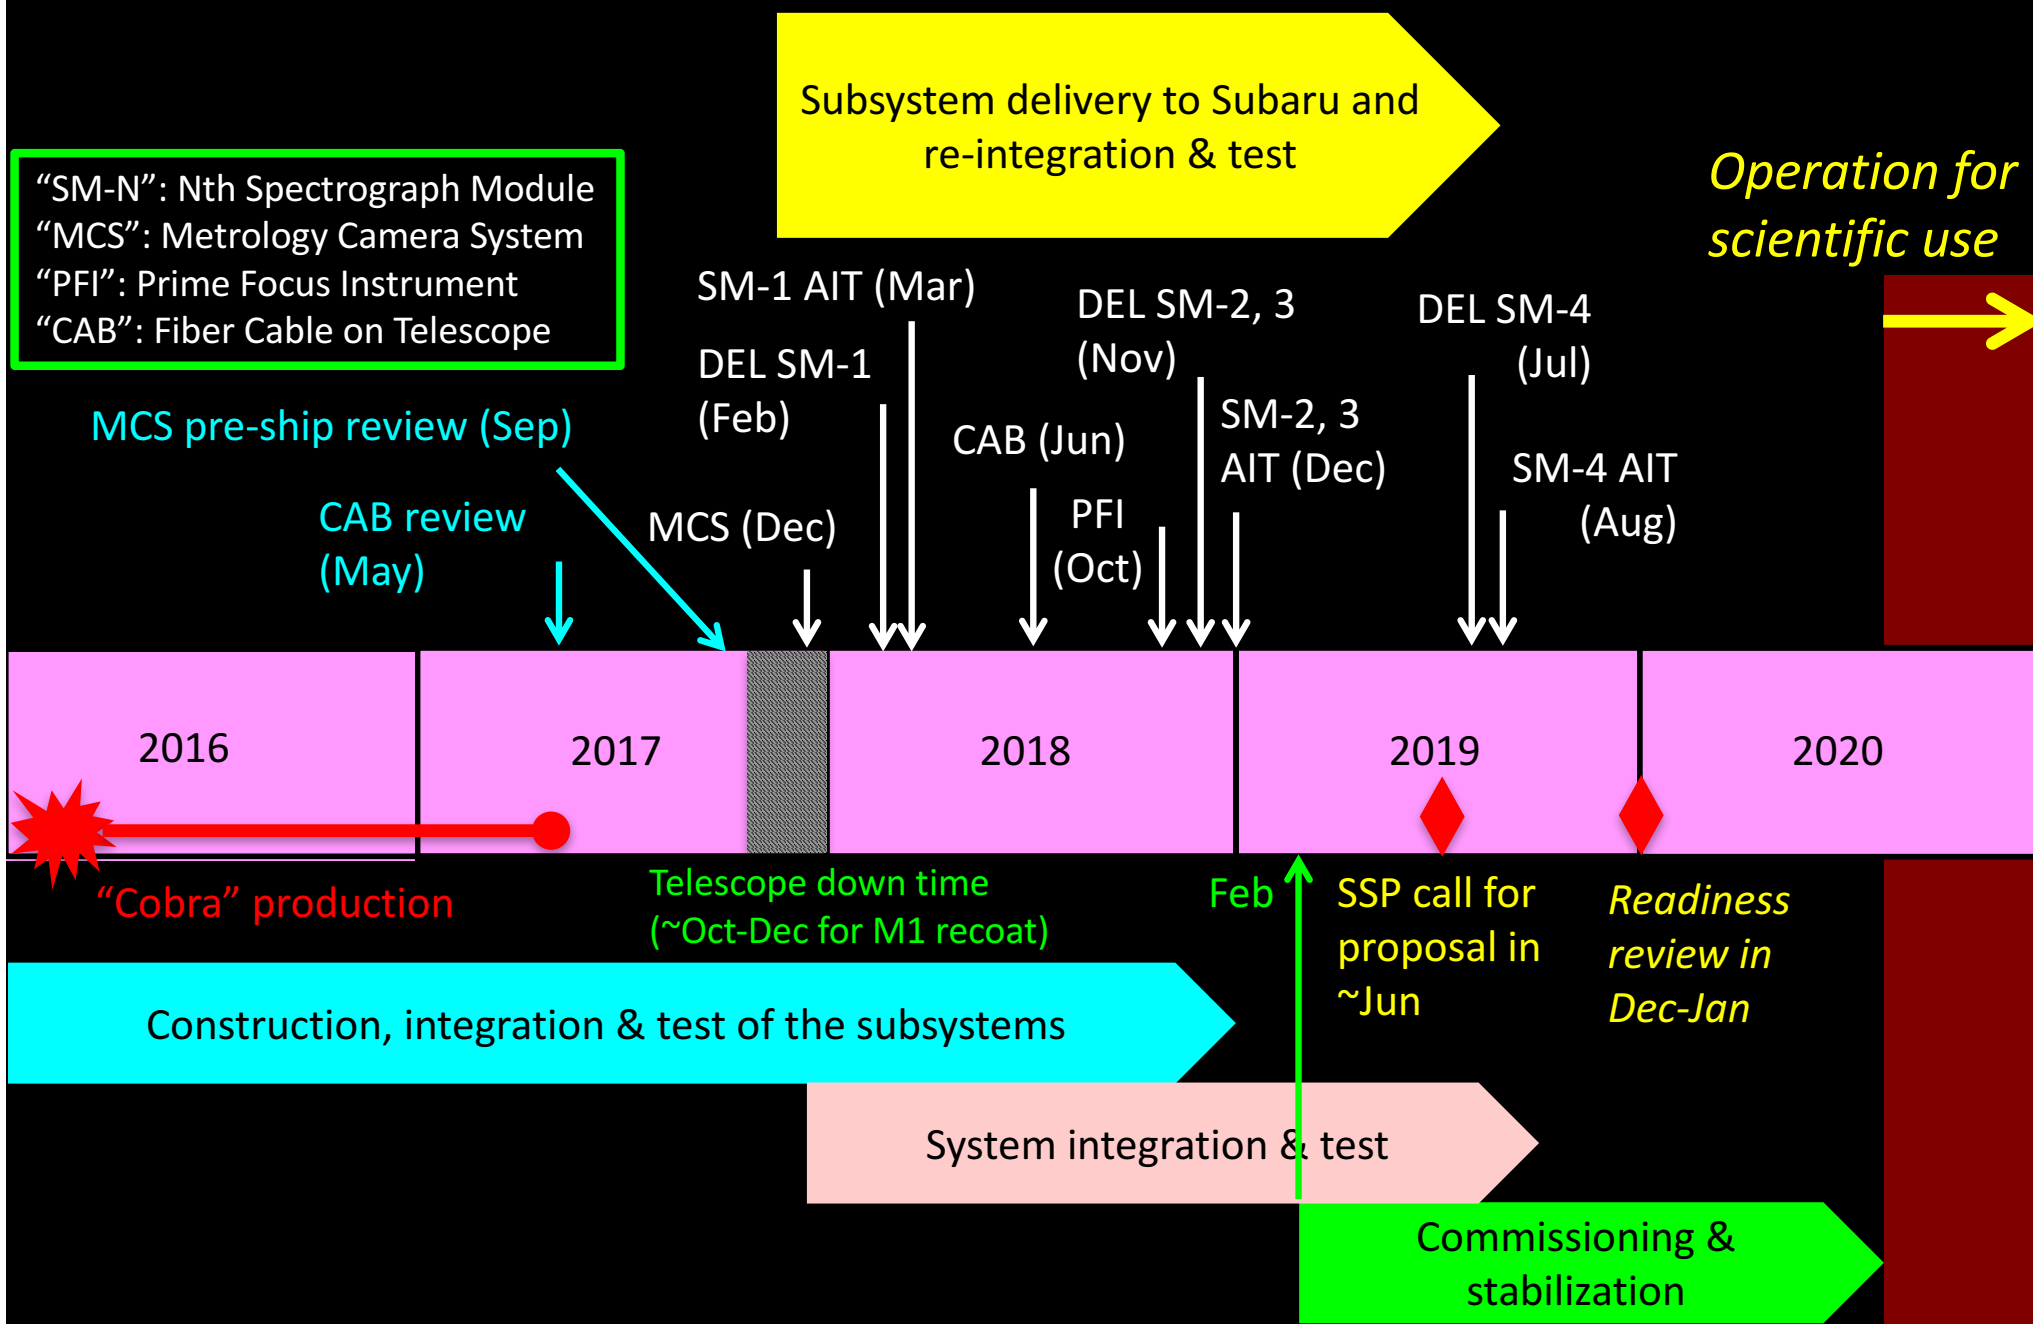 Subsystem delivery to Subaru and
re-integration & test
“SM-N”: Nth Spectrograph Module
“MCS”: Metrology Camera System
“PFI”: Prime Focus Instrument
“CAB”: Fiber Cable on Telescope
Operation for
scientific use
SM-1 AIT (Mar)
DEL SM-1
(Feb)
DEL SM-2, 3
(Nov)
DEL SM-4
(Jul)
MCS pre-ship review (Sep)
CAB (Jun)
SM-2, 3
AIT (Dec)
SM-4 AIT
(Aug)
CAB review
(May)
MCS (Dec)
PFI
(Oct)
2016
2017
2018
2019
2020
“Cobra” production
Telescope down time
(~Oct-Dec for M1 recoat)
Feb
SSP call for
proposal in
~Jun
Readiness
review in
Dec-Jan
Construction, integration & test of the subsystems
System integration & test
Commissioning &
stabilization